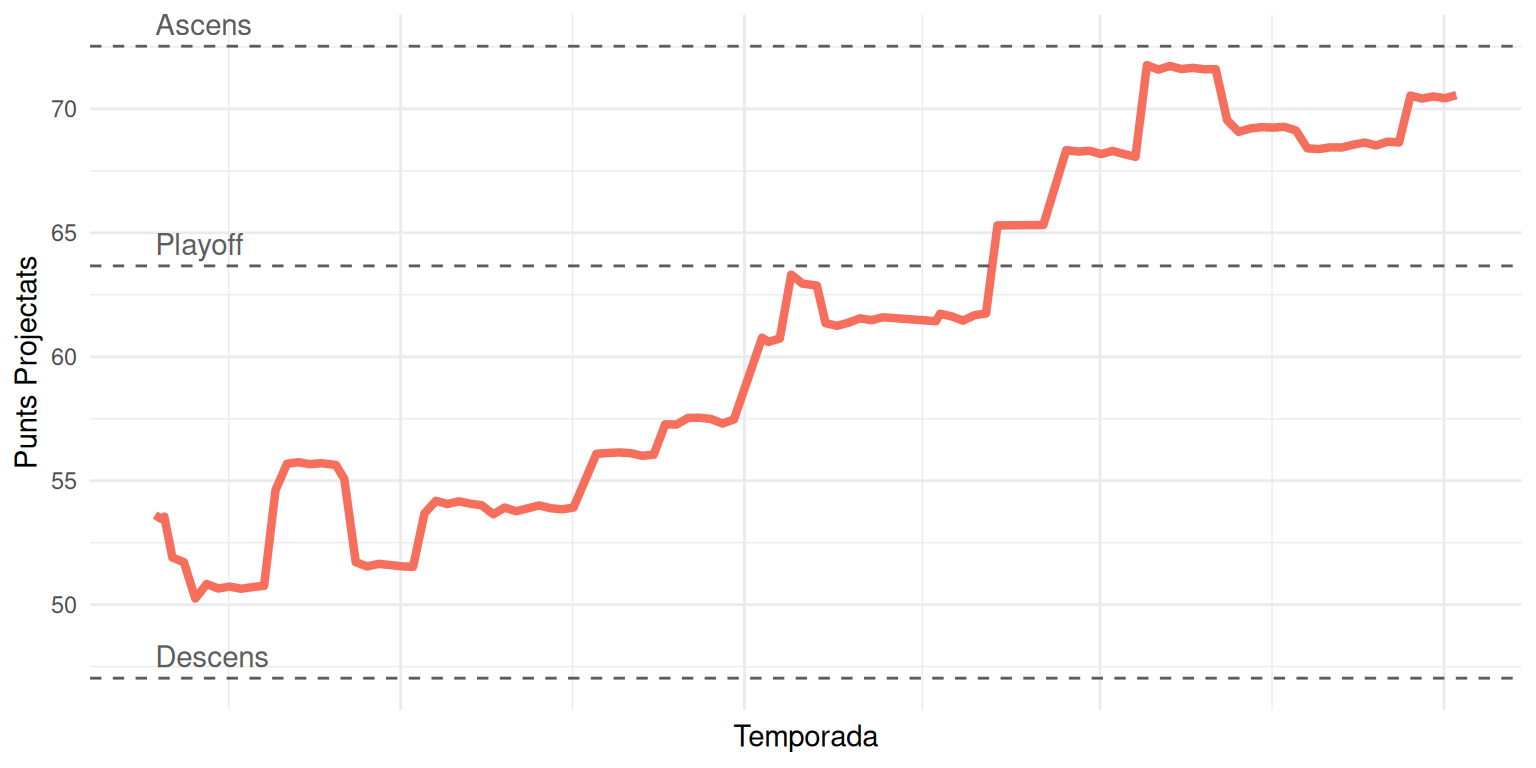 Ascens
70
65
Playoff
60
55
50
Descens
Punts Projectats
Temporada